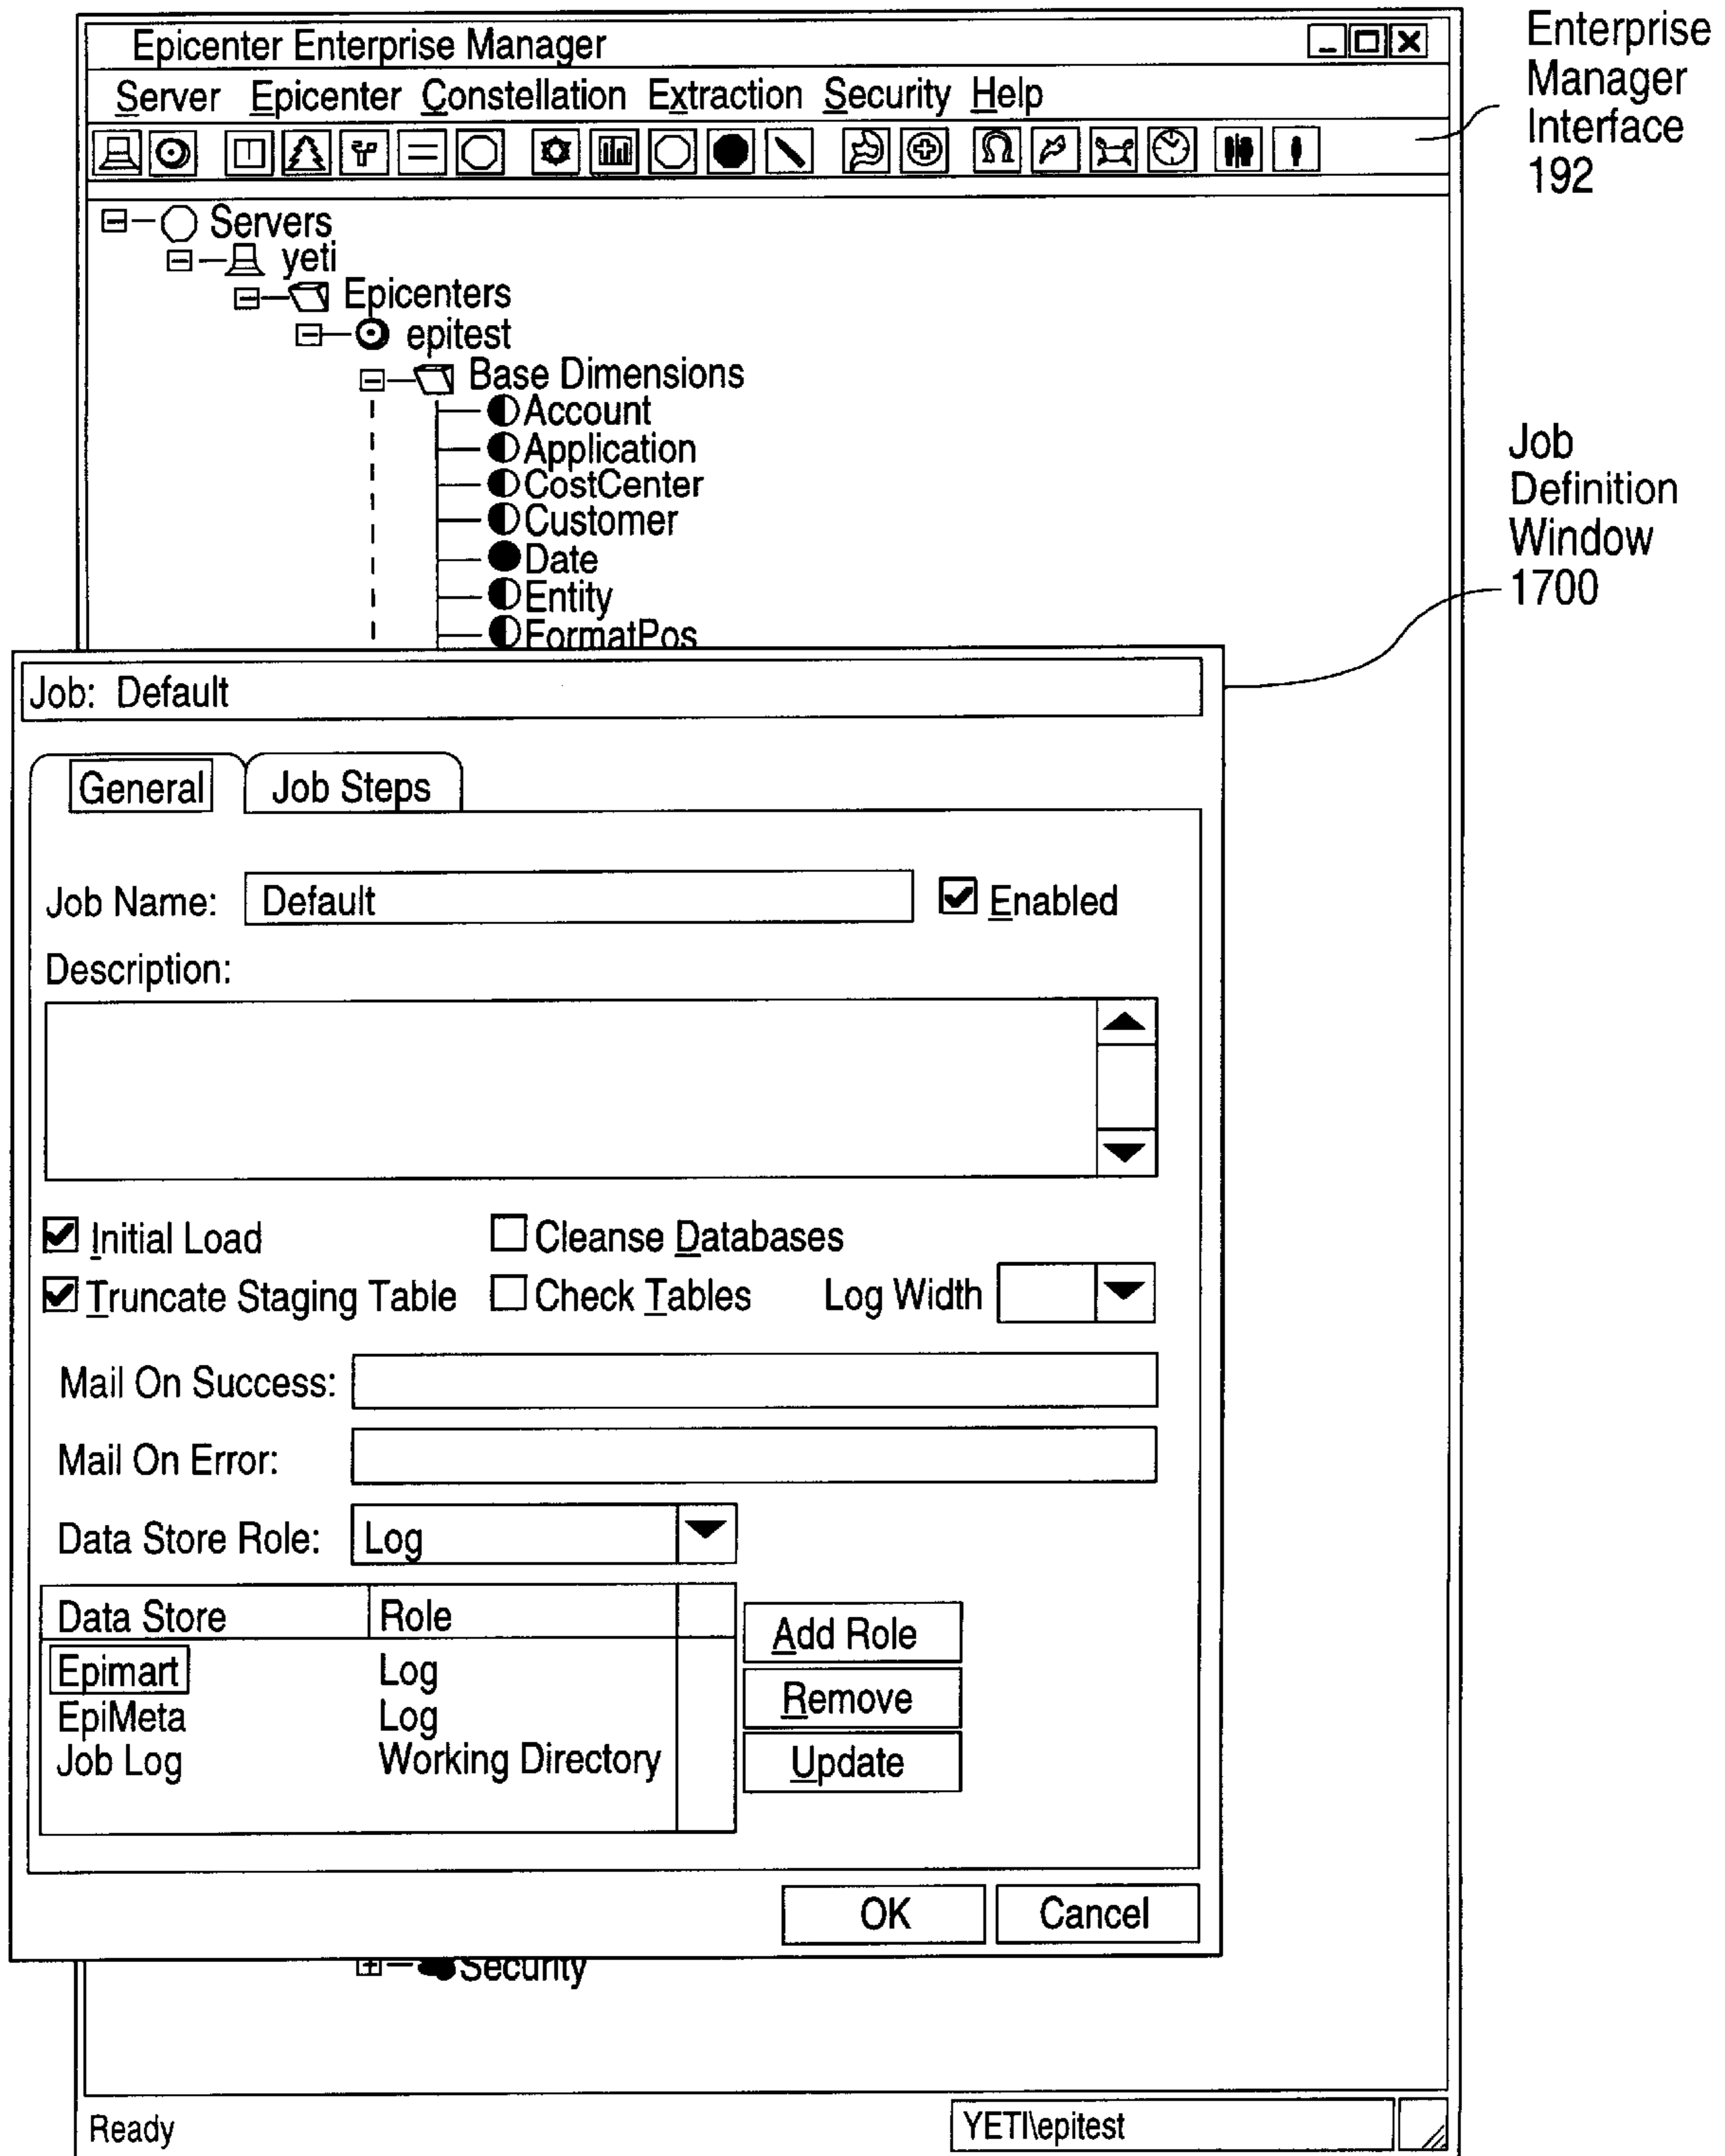 Epicenter Enterprise Manager
Server Epicenter Constellation Extraction Security Help
Enterprise
Manager
Interface
192
Servers
yeti
Epicenters
epitest
Base Dimensions
Account
Application
CostCenter
Customer
Date
Entity
FormatPos
Job
Definition
Window
1700
Job: Default
General Job Steps
Job Name: Default Enabled
Description:
Initial Load Cleanse Databases
Truncate Staging Table Check Tables Log Width
Mail On Success:
Mail On Error:
Data Store Role: Log
Data Store Role
Epimart Log
EpiMeta Log
Job Log Working Directory
Add Role
Remove
Update
OK Cancel
Security
Ready YETI\epitest